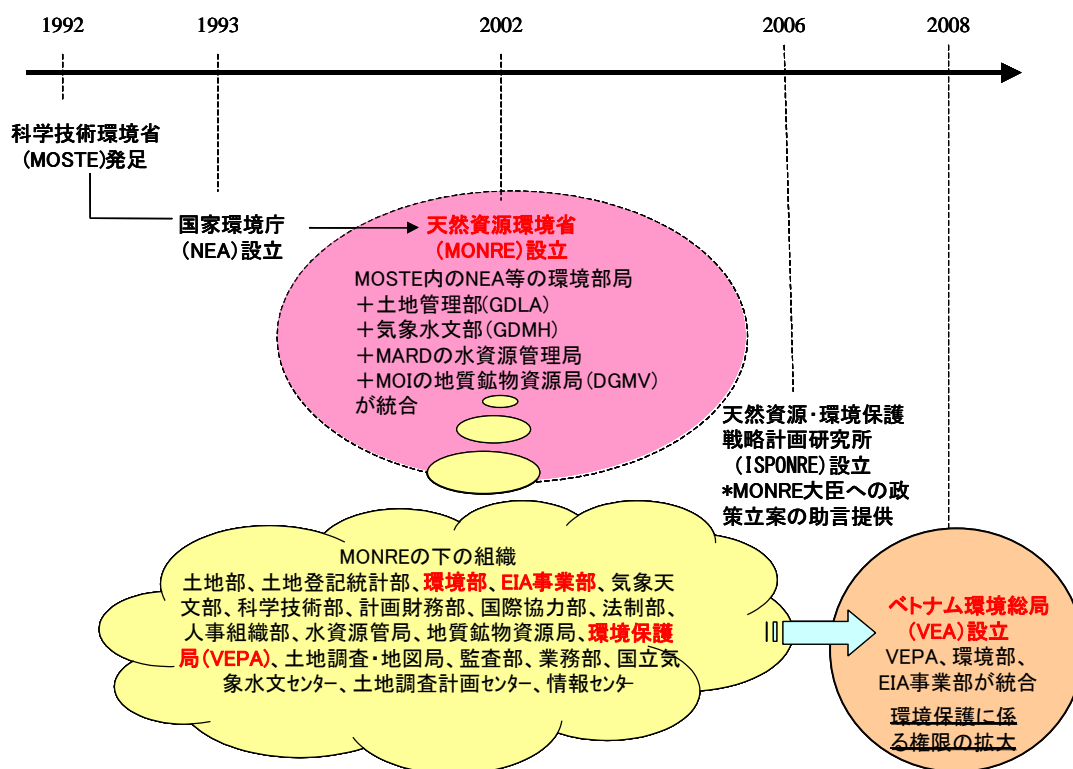 1992
1993
2002
2006
2008
科学技術環境省
(MOSTE)発足
国家環境庁
(NEA)設立
天然資源環境省
(MONRE)設立
MOSTE内のNEA等の環境部局
＋土地管理部(GDLA)
＋気象水文部(GDMH)
＋MARDの水資源管理局
＋MOIの地質鉱物資源局(DGMV)
が統合
天然資源・環境保護
戦略計画研究所
(ISPONRE)設立
*MONRE大臣への政
策立案の助言提供
MONREの下の組織
土地部、土地登記統計部、環境部、EIA事業部、気象天
文部、科学技術部、計画財務部、国際協力部、法制部、
人事組織部、水資源管局、地質鉱物資源局、環境保護
局(VEPA)、土地調査・地図局、監査部、業務部、国立気
象水文センター、土地調査計画センター、情報センター
ベトナム環境総局
(VEA)設立
VEPA、環境部、
EIA事業部が統合
環境保護に係
る権限の拡大